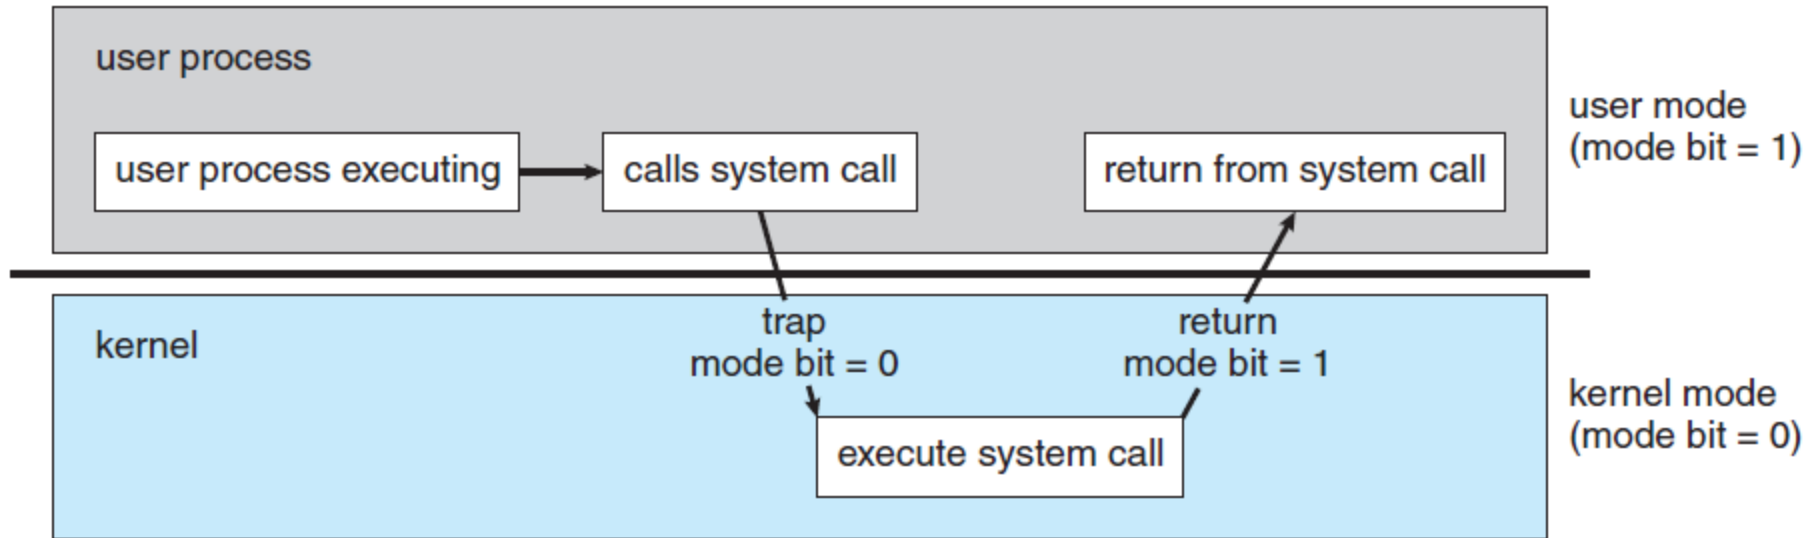 user process
user process executing
calls system call
return from system call
user mode
(mode bit = 1)
kernel
trap
mode bit = 0
return
mode bit = 1
execute system call
kernel mode
(mode bit = 0)